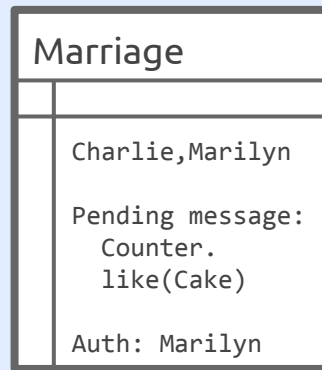 Marriage
Charlie,Marilyn
Pending message:
Counter.
like(Cake)
Auth: Marilyn